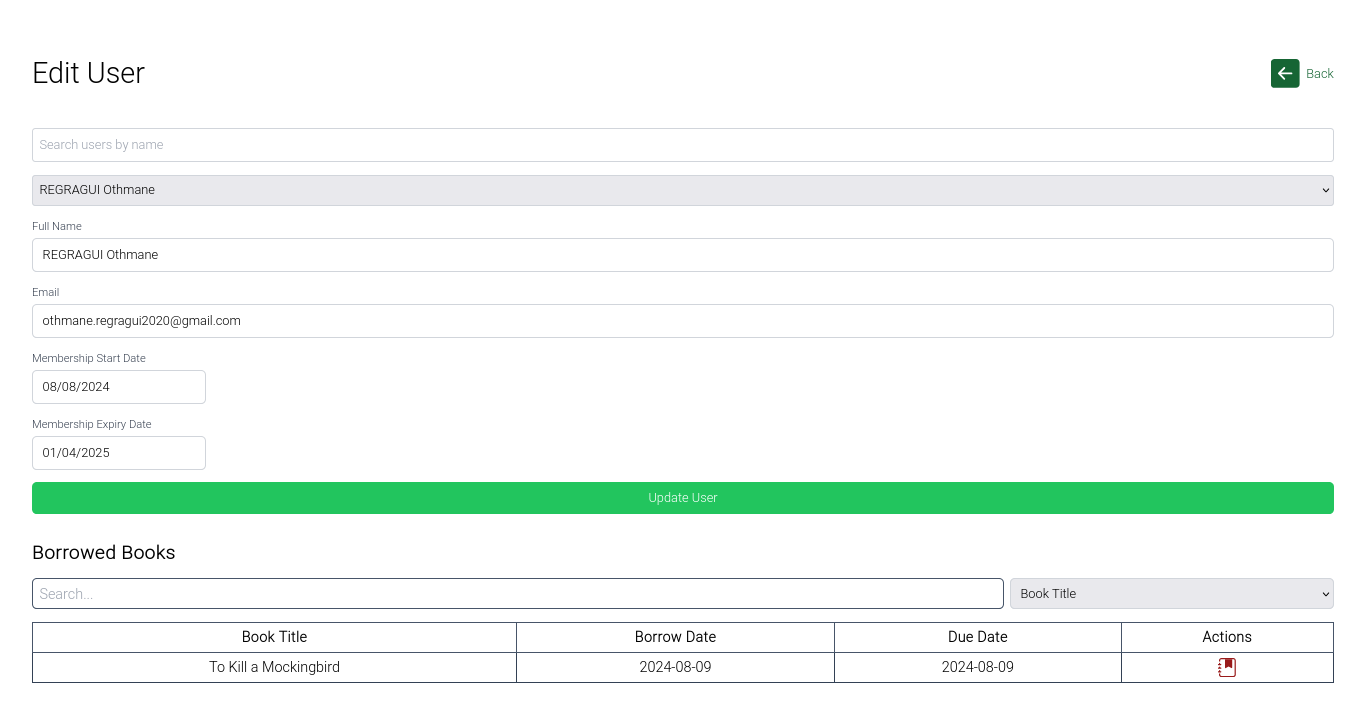 Edit User
Back
Search users by name
REGRAGUI Othmane
Full Name
REGRAGUI Othmane
Email
othmane.regragui2020@gmail.com
Membership Start Date
08/08/2024
Membership Expiry Date
01/04/2025
Update User
Borrowed Books
Search... Book Title
Book Title Borrow Date Due Date Actions
To Kill a Mockingbird 2024-08-09 2024-08-09